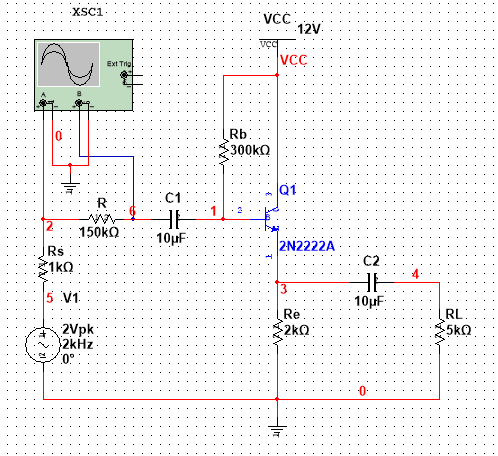 XSC1
VCC
12V
VCC
VCC
Ext Trig
A
B
0
Rb
300kΩ
Q1
2
R
150kΩ
6
C1
10µF
1
2
2N2222A
Rs
1kΩ
5
V1
2Vpk
2kHz
0°
3
C2
10µF
4
Re
2kΩ
RL
5kΩ
0